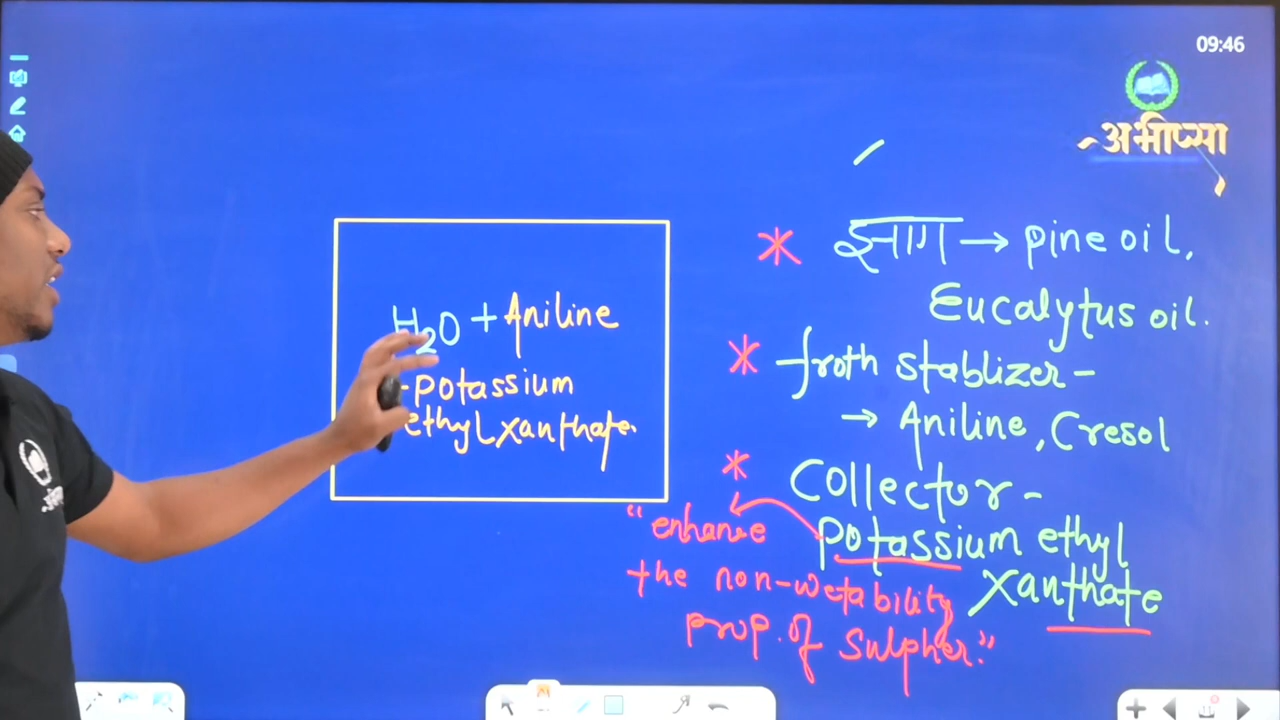 09:46
अभीप्सा
* झाग → pine oil,
Eucalytus oil.
H2O + Aniline
* froth stablizer -
-potassium
→ Aniline, Cresol
ethyl xanthate.
* Collector -
"enhance
potassium ethyl
the non-wetability
xanthate
prop. of Sulpher."